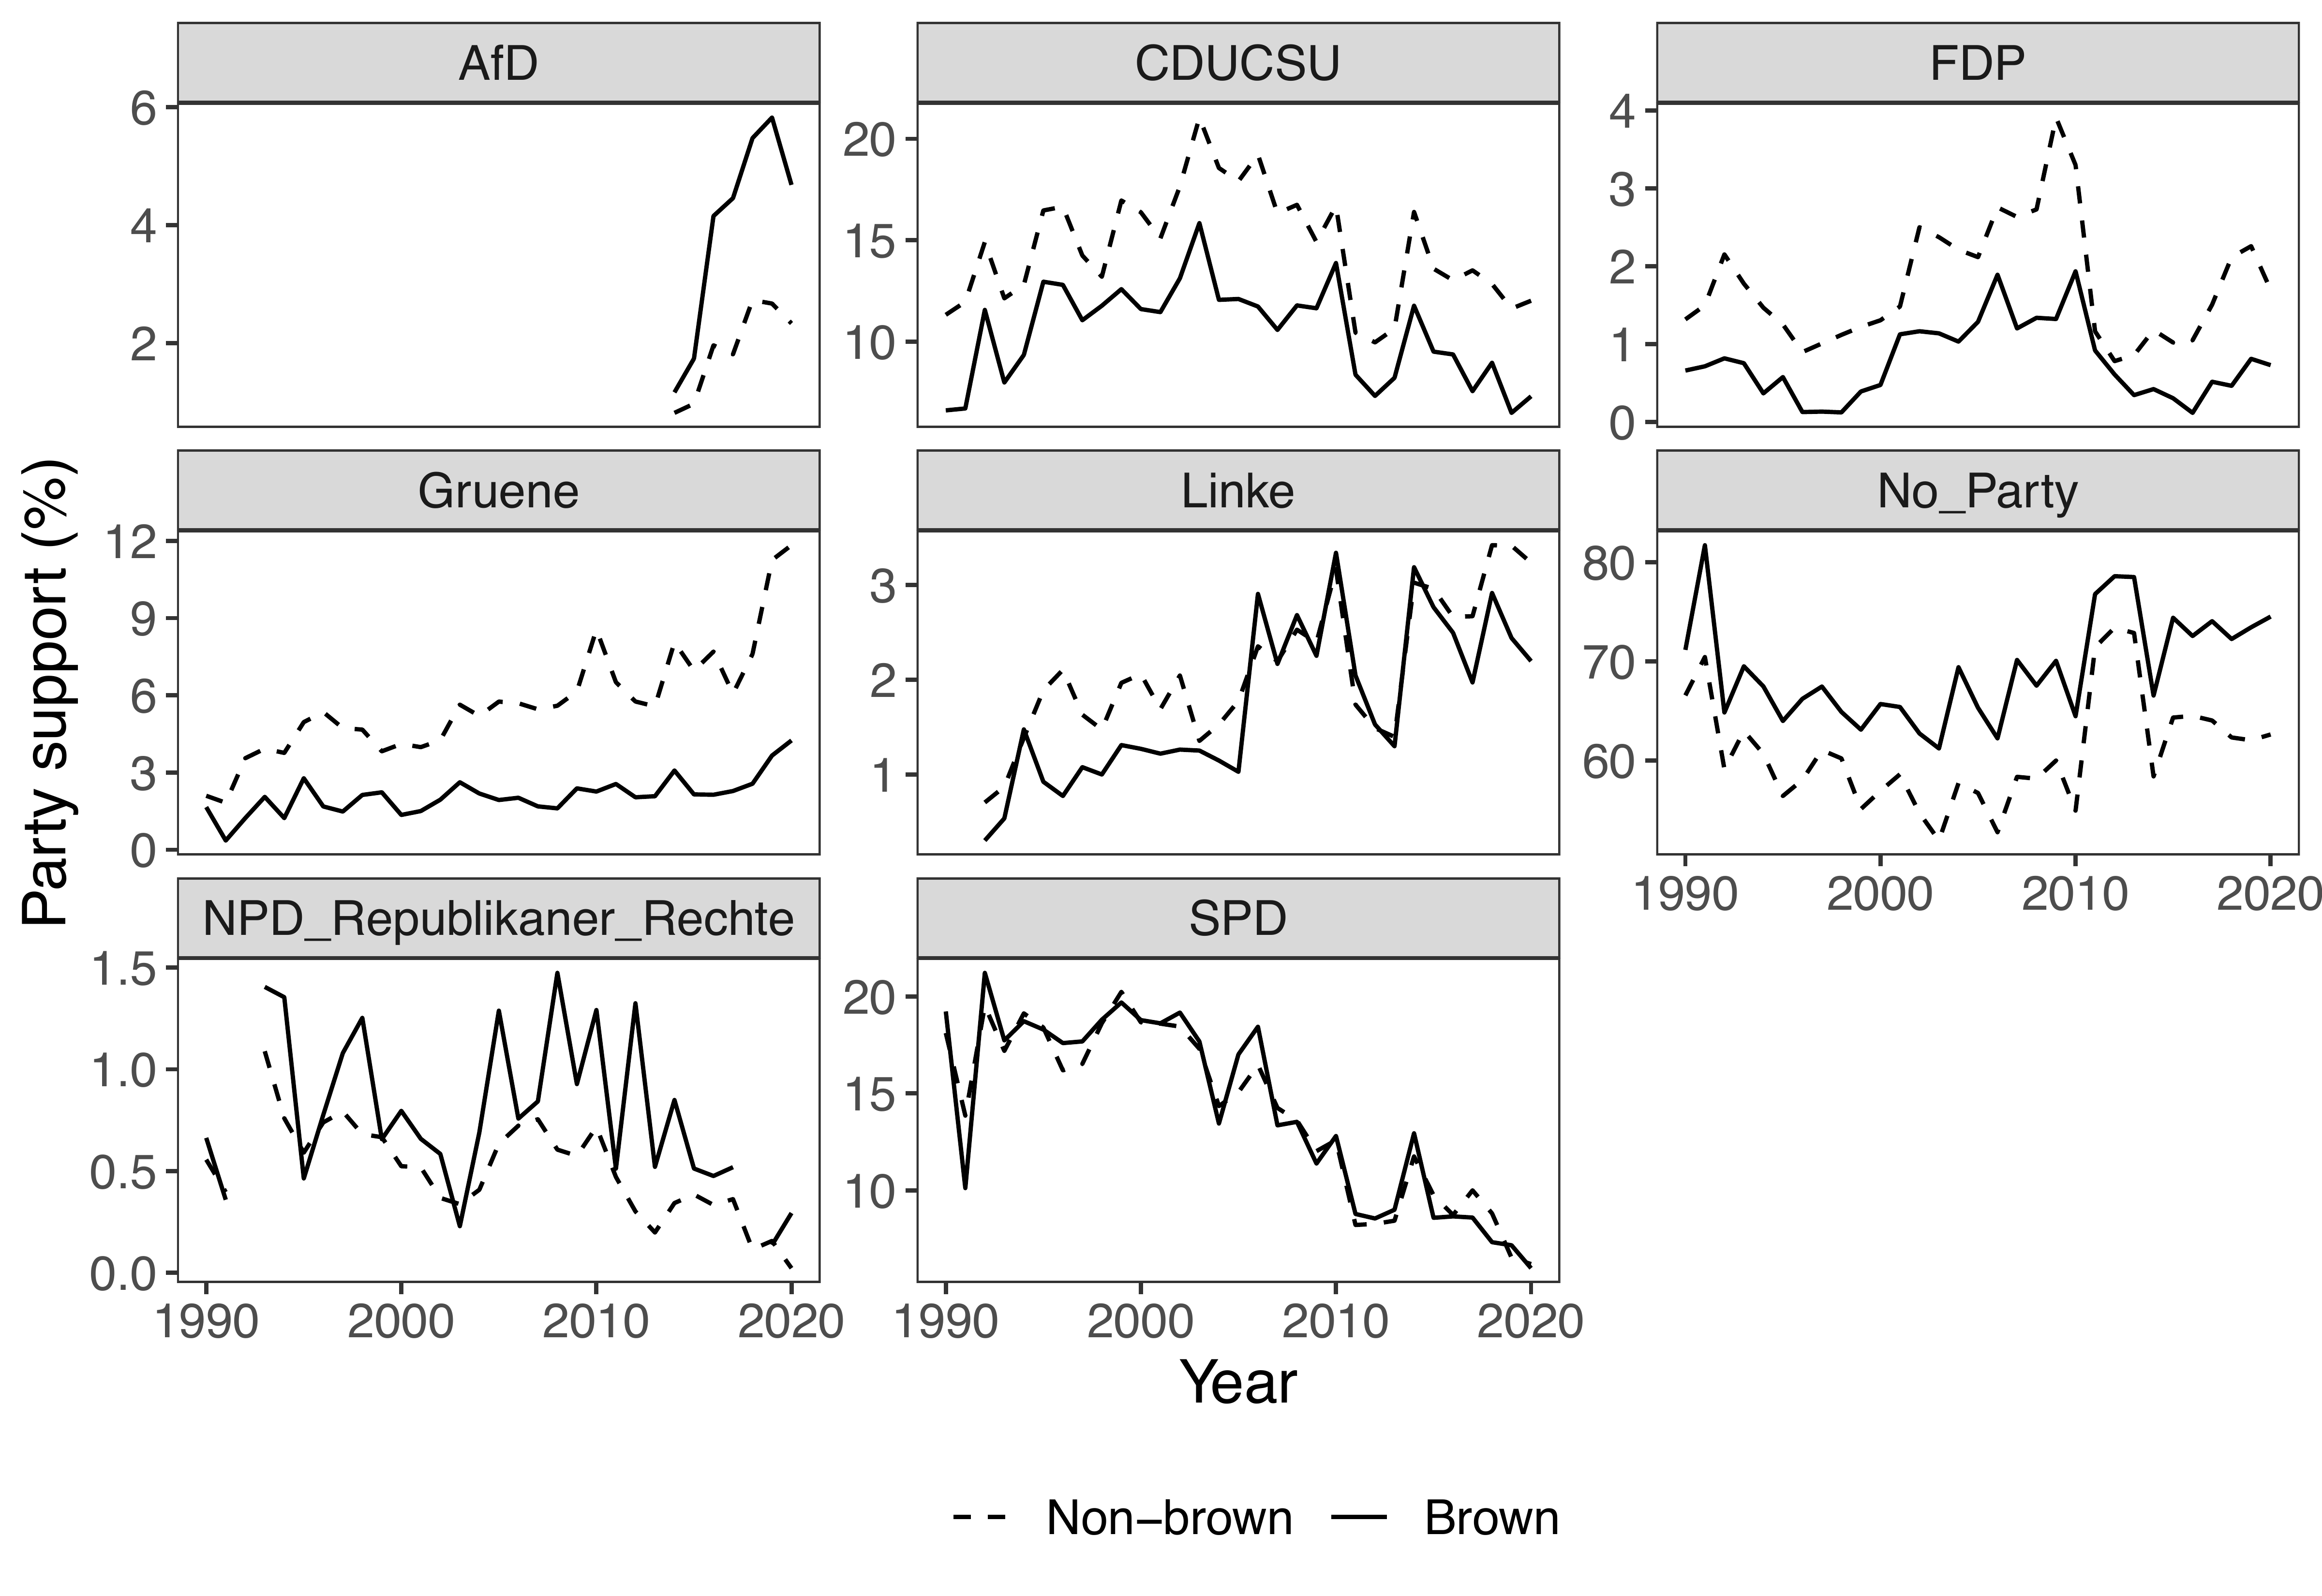 AfD
CDUCSU
FDP
6
4
2
20
15
10
4
3
2
1
0
Party support (%)
Gruene
Linke
No_Party
12
9
6
3
0
3
2
1
80
70
60
1990 2000 2010 2020
NPD_Republikaner_Rechte
SPD
1.5
1.0
0.5
0.0
20
15
10
1990 2000 2010 2020
1990 2000 2010 2020
Year
Non−brown Brown